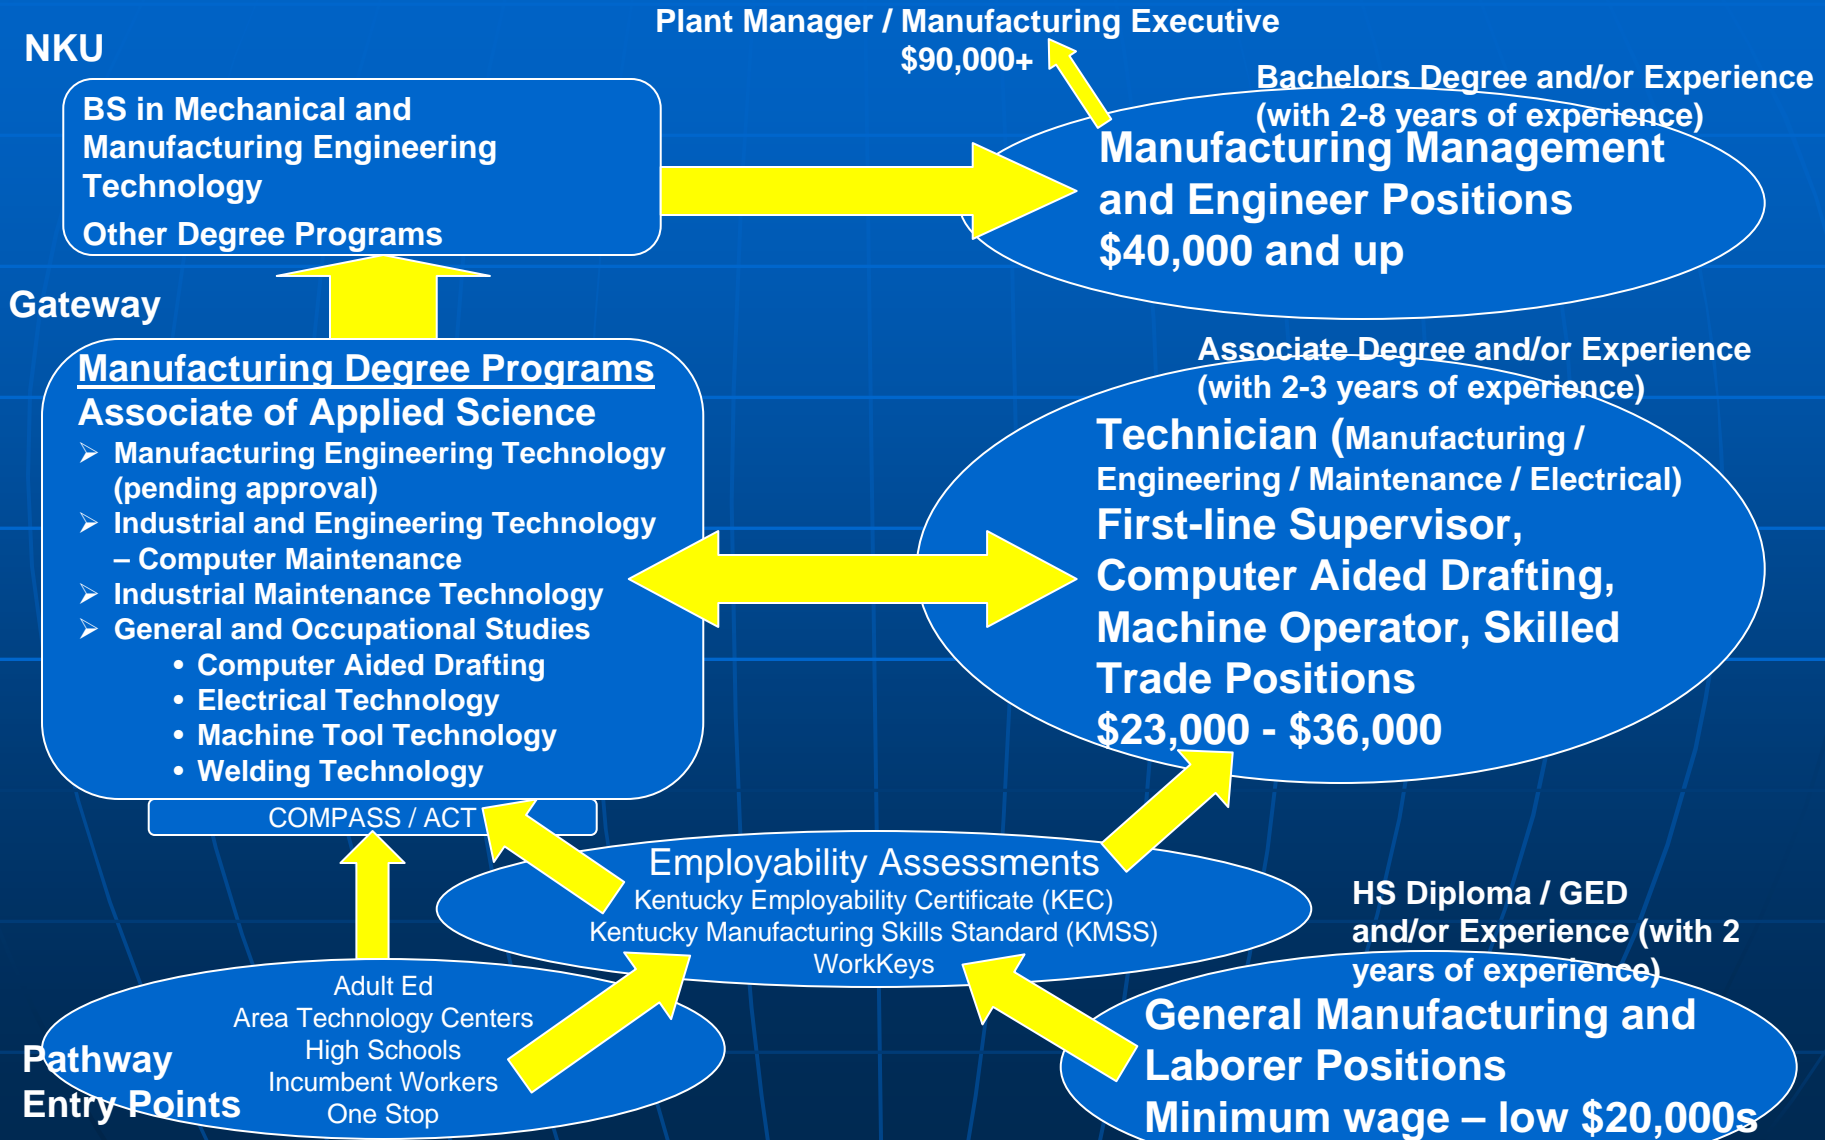 Plant Manager / Manufacturing Executive
$90,000+
NKU
BS in Mechanical and
Manufacturing Engineering
Technology
Other Degree Programs
Bachelors Degree and/or Experience
(with 2-8 years of experience)
Manufacturing Management
and Engineer Positions
$40,000 and up
Gateway
Manufacturing Degree Programs
Associate of Applied Science
➢ Manufacturing Engineering Technology
(pending approval)
➢ Industrial and Engineering Technology
– Computer Maintenance
➢ Industrial Maintenance Technology
➢ General and Occupational Studies
• Computer Aided Drafting
• Electrical Technology
• Machine Tool Technology
• Welding Technology
COMPASS / ACT
Associate Degree and/or Experience
(with 2-3 years of experience)
Technician (Manufacturing /
Engineering / Maintenance / Electrical)
First-line Supervisor,
Computer Aided Drafting,
Machine Operator, Skilled
Trade Positions
$23,000 - $36,000
Employability Assessments
Kentucky Employability Certificate (KEC)
Kentucky Manufacturing Skills Standard (KMSS)
WorkKeys
HS Diploma / GED
and/or Experience (with 2
years of experience)
General Manufacturing and
Laborer Positions
Minimum wage – low $20,000s
Pathway
Entry Points
Adult Ed
Area Technology Centers
High Schools
Incumbent Workers
One Stop